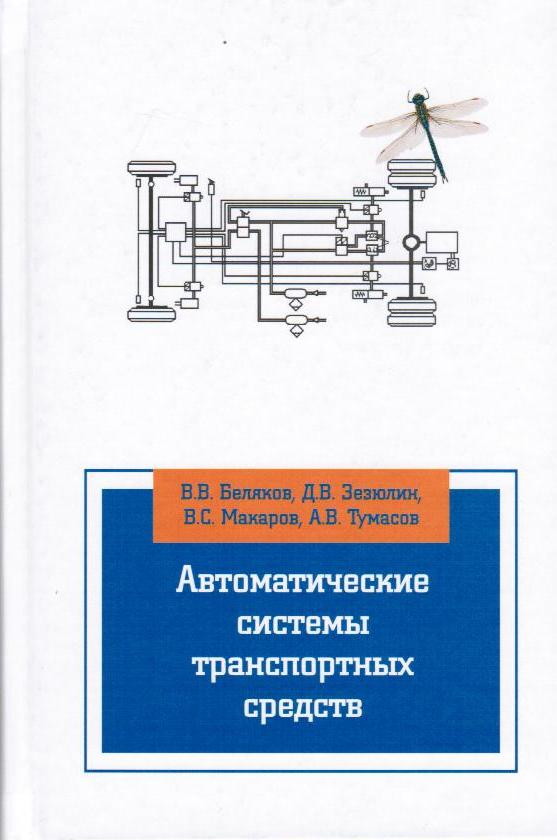 В.В. Беляков, Д.В. Зезюлин,
В.С. Макаров, А.В. Тумасов
Автоматические
системы
транспортных
средств